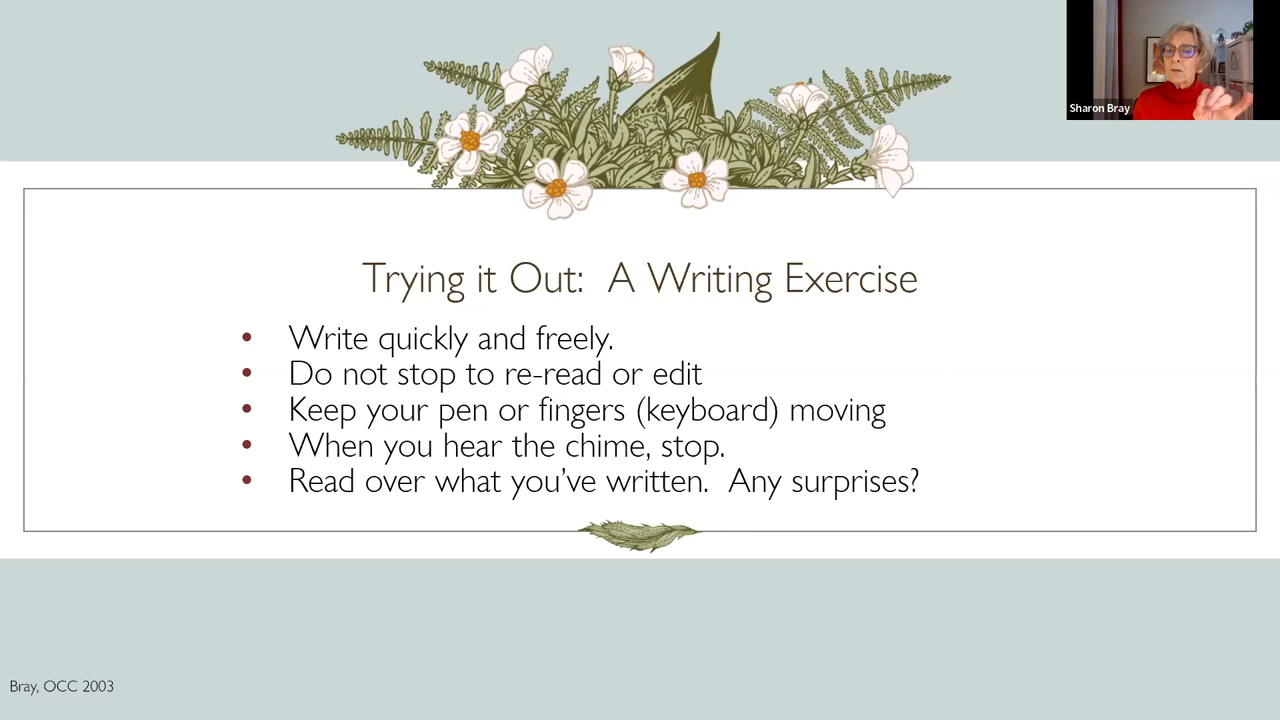 Sharon Bray
Trying it Out:  A Writing Exercise
• Write quickly and freely.
• Do not stop to re-read or edit
• Keep your pen or fingers (keyboard) moving
• When you hear the chime, stop.
• Read over what you’ve written.  Any surprises?
Bray, OCC 2003